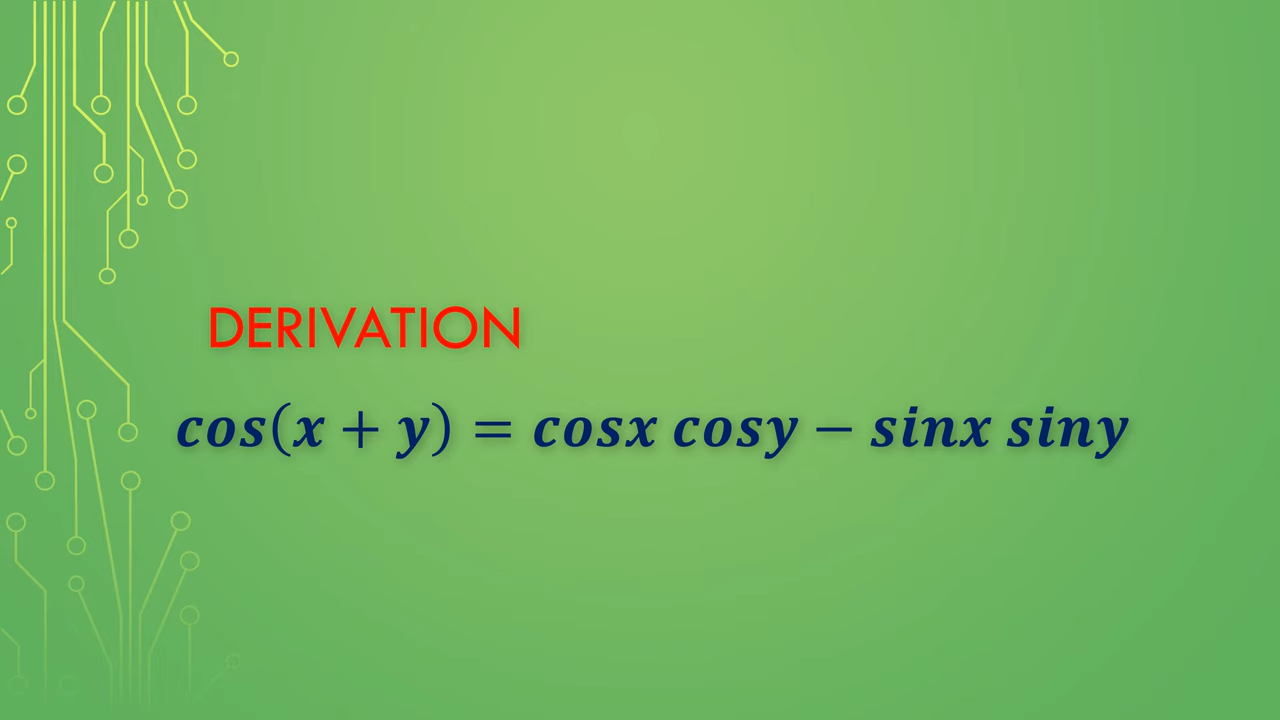 DERIVATION
cos(x + y) = cosx cosy − sinx siny